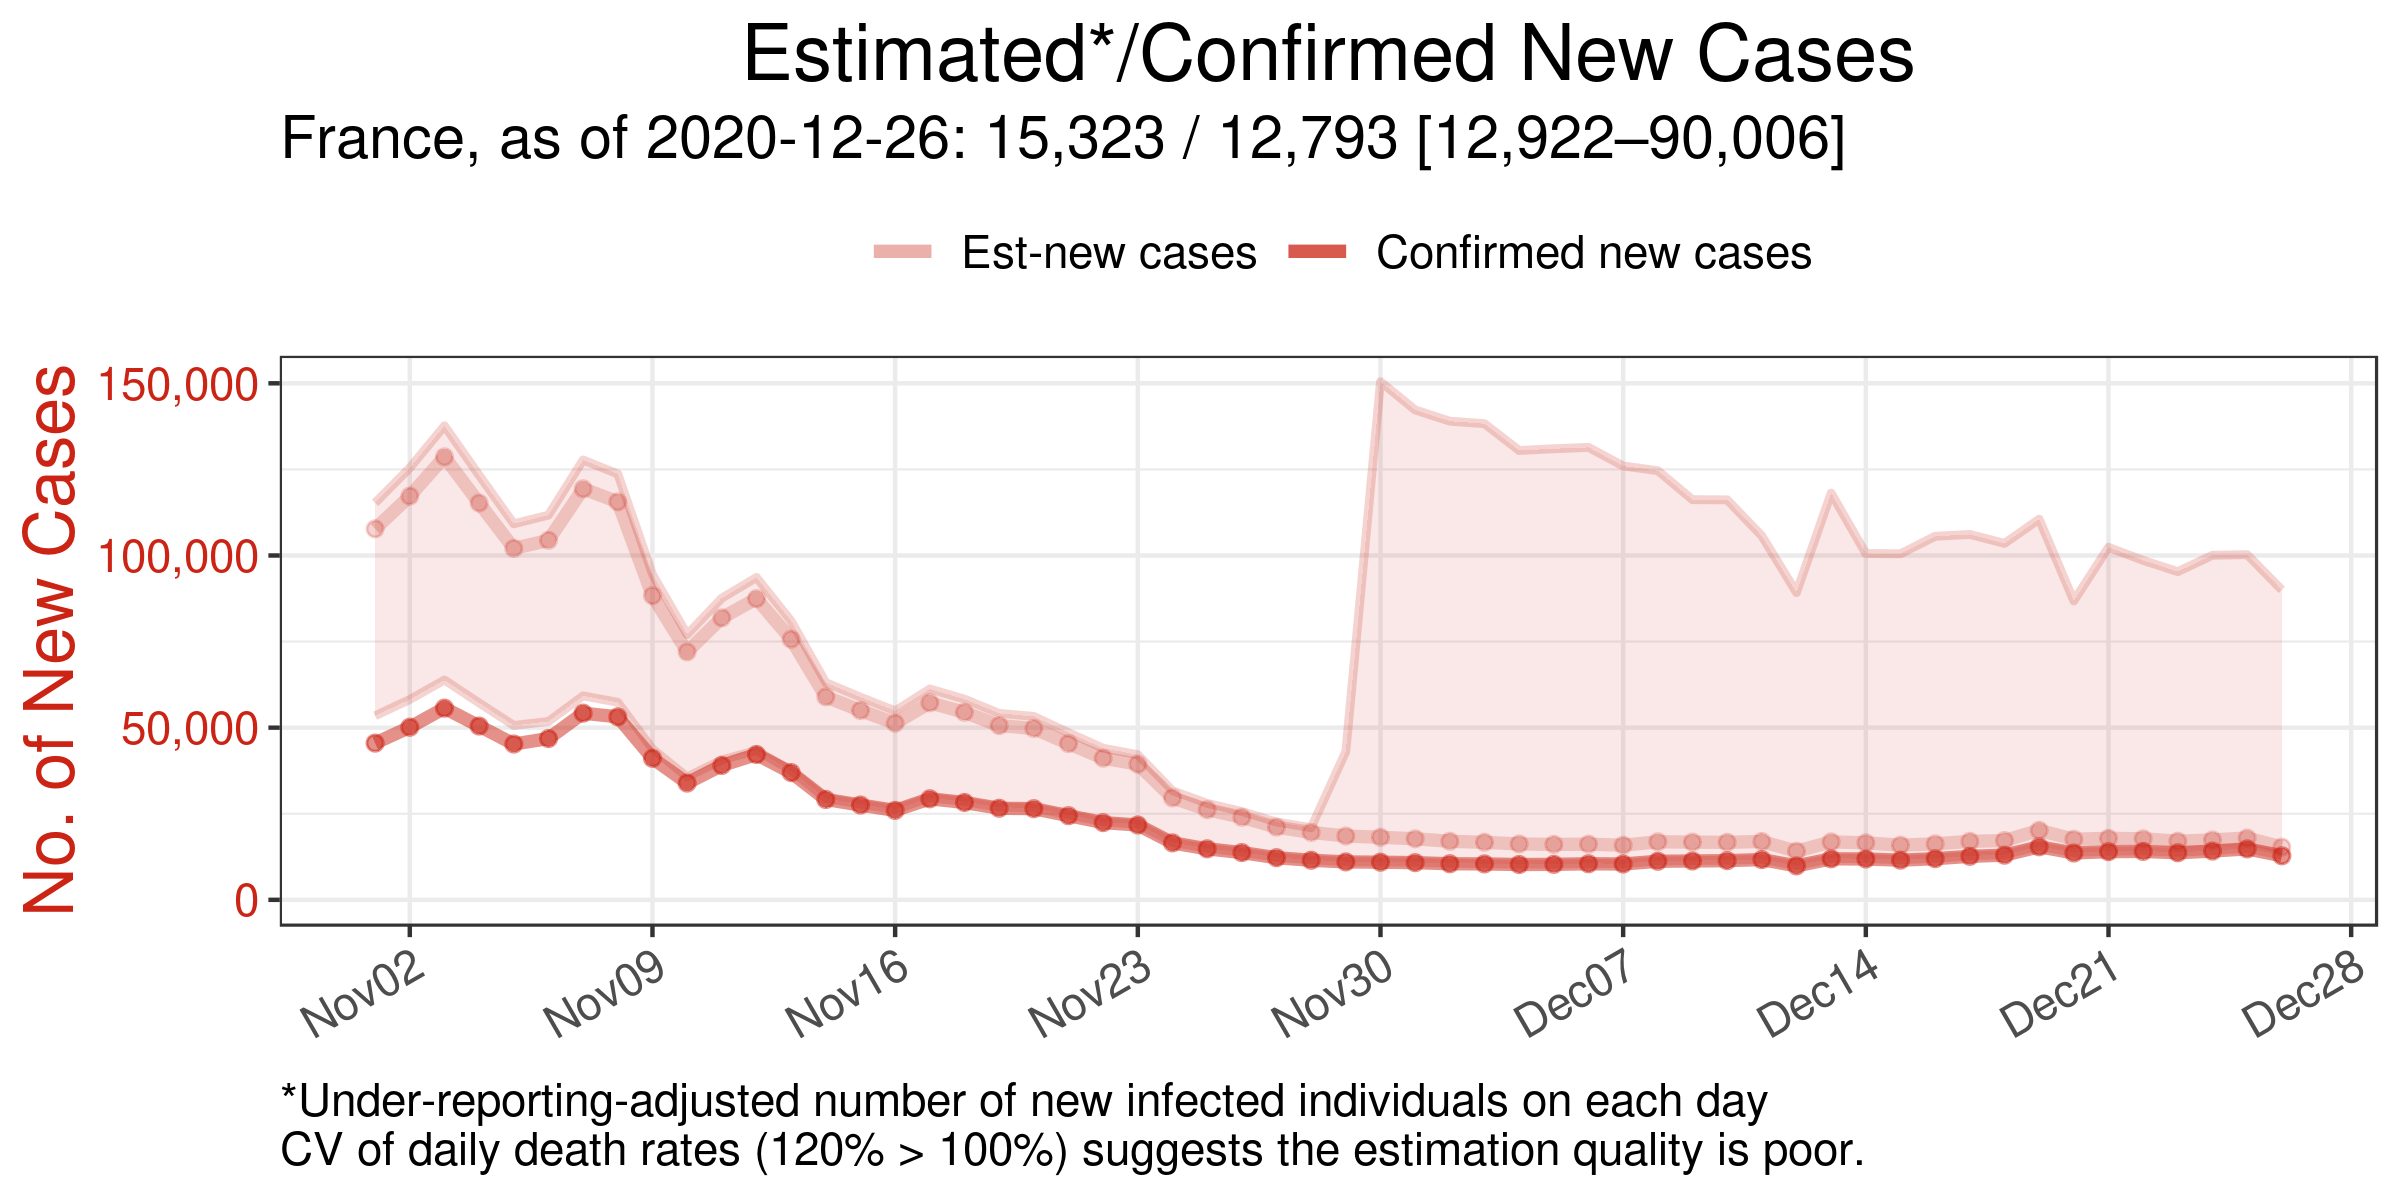 Estimated*/Confirmed New Cases
France, as of 2020-12-26: 15,323 / 12,793 [12,922–90,006]
Est-new cases
Confirmed new cases
No. of New Cases
150,000
100,000
50,000
0
Nov02
Nov09
Nov16
Nov23
Nov30
Dec07
Dec14
Dec21
Dec28
*Under-reporting-adjusted number of new infected individuals on each day
CV of daily death rates (120% > 100%) suggests the estimation quality is poor.